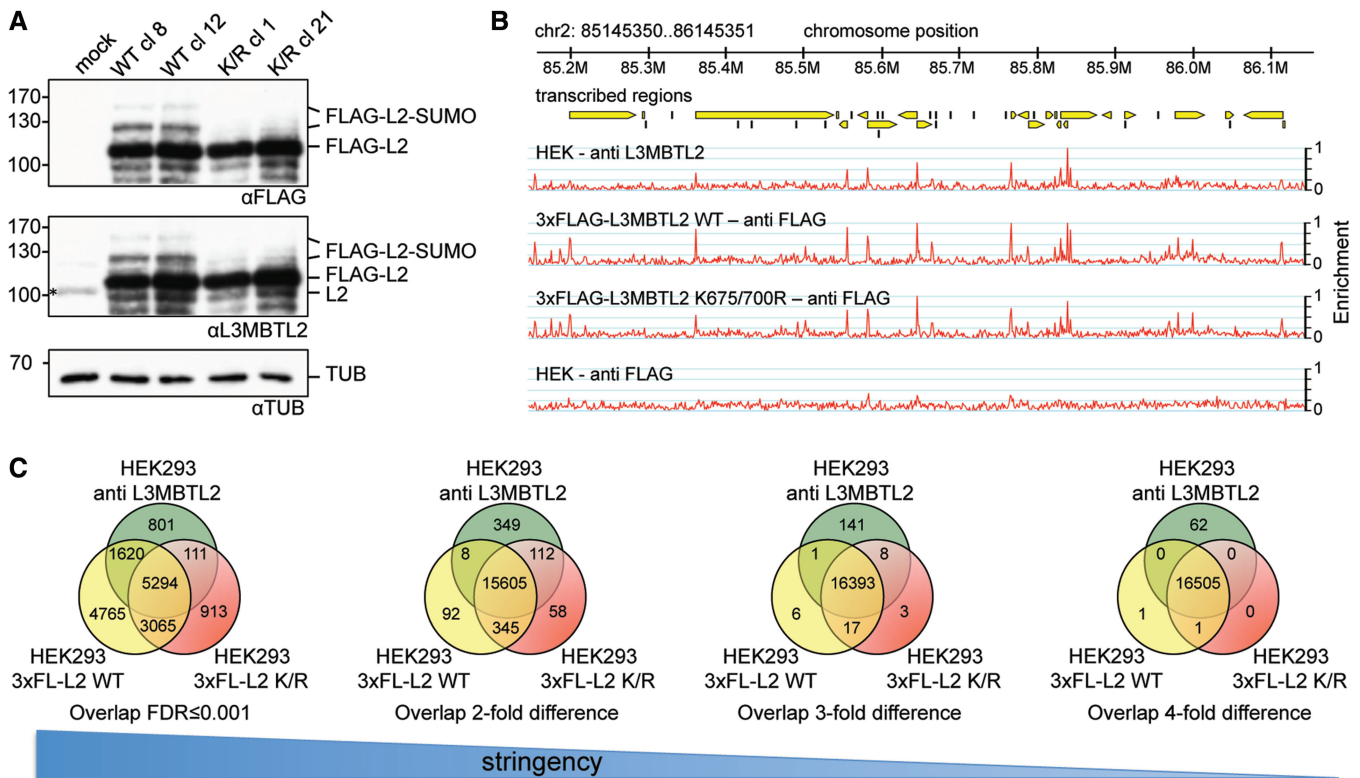 A
mock
WT cl 8
WT cl 12
K/R cl 1
K/R cl 21
170
130
100
FLAG-L2-SUMO
FLAG-L2
αFLAG
170
130
*100
FLAG-L2-SUMO
FLAG-L2
L2
αL3MBTL2
70
TUB
αTUB
B
chr2: 85145350..86145351 chromosome position
85.2M 85.3M 85.4M 85.5M 85.6M 85.7M 85.8M 85.9M 86.0M 86.1M
transcribed regions
HEK - anti L3MBTL2
1
0
3xFLAG-L3MBTL2 WT – anti FLAG
1
0
3xFLAG-L3MBTL2 K675/700R – anti FLAG
1
0
HEK - anti FLAG
1
0
Enrichment
C
HEK293
anti L3MBTL2
801
1620 111
5294
4765 913
3065
HEK293
3xFL-L2 WT
HEK293
3xFL-L2 K/R
Overlap FDR≤0.001
HEK293
anti L3MBTL2
349
8 112
15605
92 58
345
HEK293
3xFL-L2 WT
HEK293
3xFL-L2 K/R
Overlap 2-fold difference
HEK293
anti L3MBTL2
141
1 8
16393
6 3
17
HEK293
3xFL-L2 WT
HEK293
3xFL-L2 K/R
Overlap 3-fold difference
HEK293
anti L3MBTL2
62
0 0
16505
1 0
1
HEK293
3xFL-L2 WT
HEK293
3xFL-L2 K/R
Overlap 4-fold difference
stringency